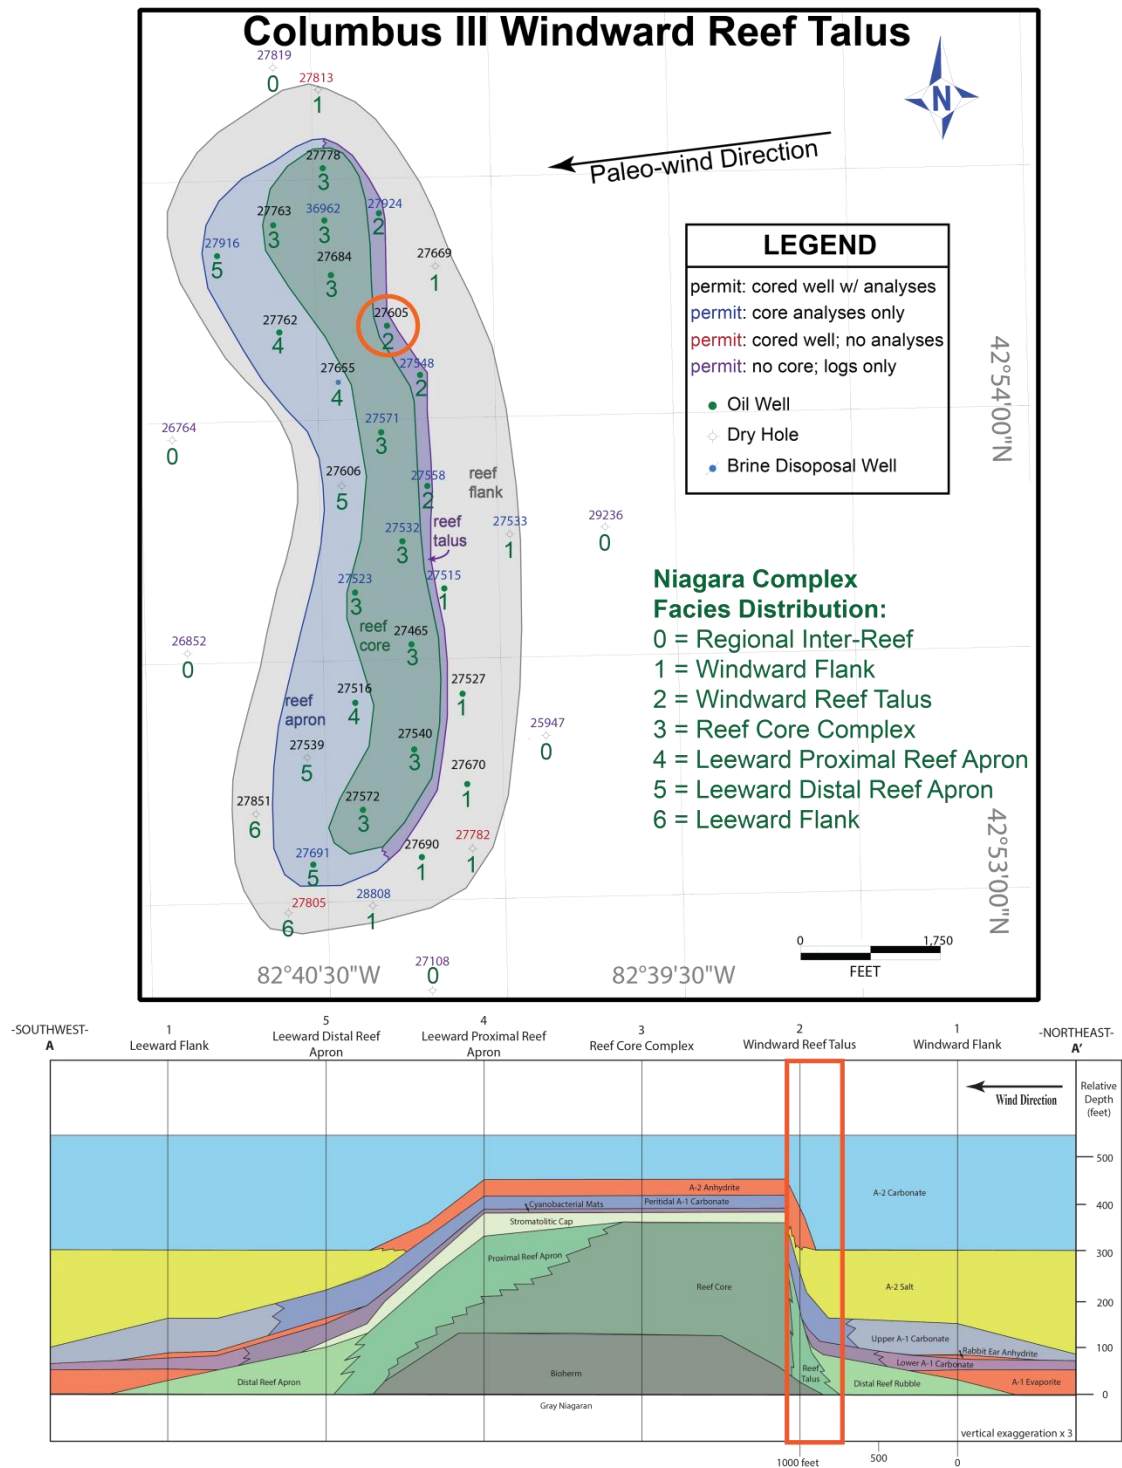 Columbus III Windward Reef Talus
27819
0
27813
1
N
Paleo-wind Direction
27778
3
27763
3
36962
3
27924
2
27916
5
27684
3
27669
1
27762
4
27605
2
27655
4
27548
2
27571
3
26764
0
27606
5
27558
2
reef
flank
reef
talus
27532
3
27533
1
29236
0
27523
3
27515
1
reef
core
27465
3
26852
0
27516
4
27527
1
reef
apron
27539
5
27540
3
25947
0
27670
1
27572
3
27851
6
27782
1
27690
1
27691
5
27805
6
28808
1
27108
0
LEGEND
permit: cored well w/ analyses
permit: core analyses only
permit: cored well; no analyses
permit: no core; logs only
Oil Well
Dry Hole
Brine Disoposal Well
42°54'00"N
Niagara Complex
Facies Distribution:
0 = Regional Inter-Reef
1 = Windward Flank
2 = Windward Reef Talus
3 = Reef Core Complex
4 = Leeward Proximal Reef Apron
5 = Leeward Distal Reef Apron
6 = Leeward Flank
42°53'00"N
0 1,750
FEET
82°40'30"W 82°39'30"W
-SOUTHWEST-
A
1
Leeward Flank
5
Leeward Distal Reef
Apron
4
Leeward Proximal Reef
Apron
3
Reef Core Complex
2
Windward Reef Talus
1
Windward Flank
-NORTHEAST-
A'
Wind Direction
Relative
Depth
(feet)
500
400
300
200
100
0
A-2 Anhydrite
A-2 Carbonate
Cyanobacterial Mats
Peritidal A-1 Carbonate
Stromatolitic Cap
Proximal Reef Apron
Reef Core
A-2 Salt
Upper A-1 Carbonate
Rabbit Ear Anhydrite
Lower A-1 Carbonate
Bioherm
Reef
Talus
Distal Reef Apron
Distal Reef Rubble
A-1 Evaporite
Gray Niagaran
vertical exaggeration x 3
1000 feet
500
0